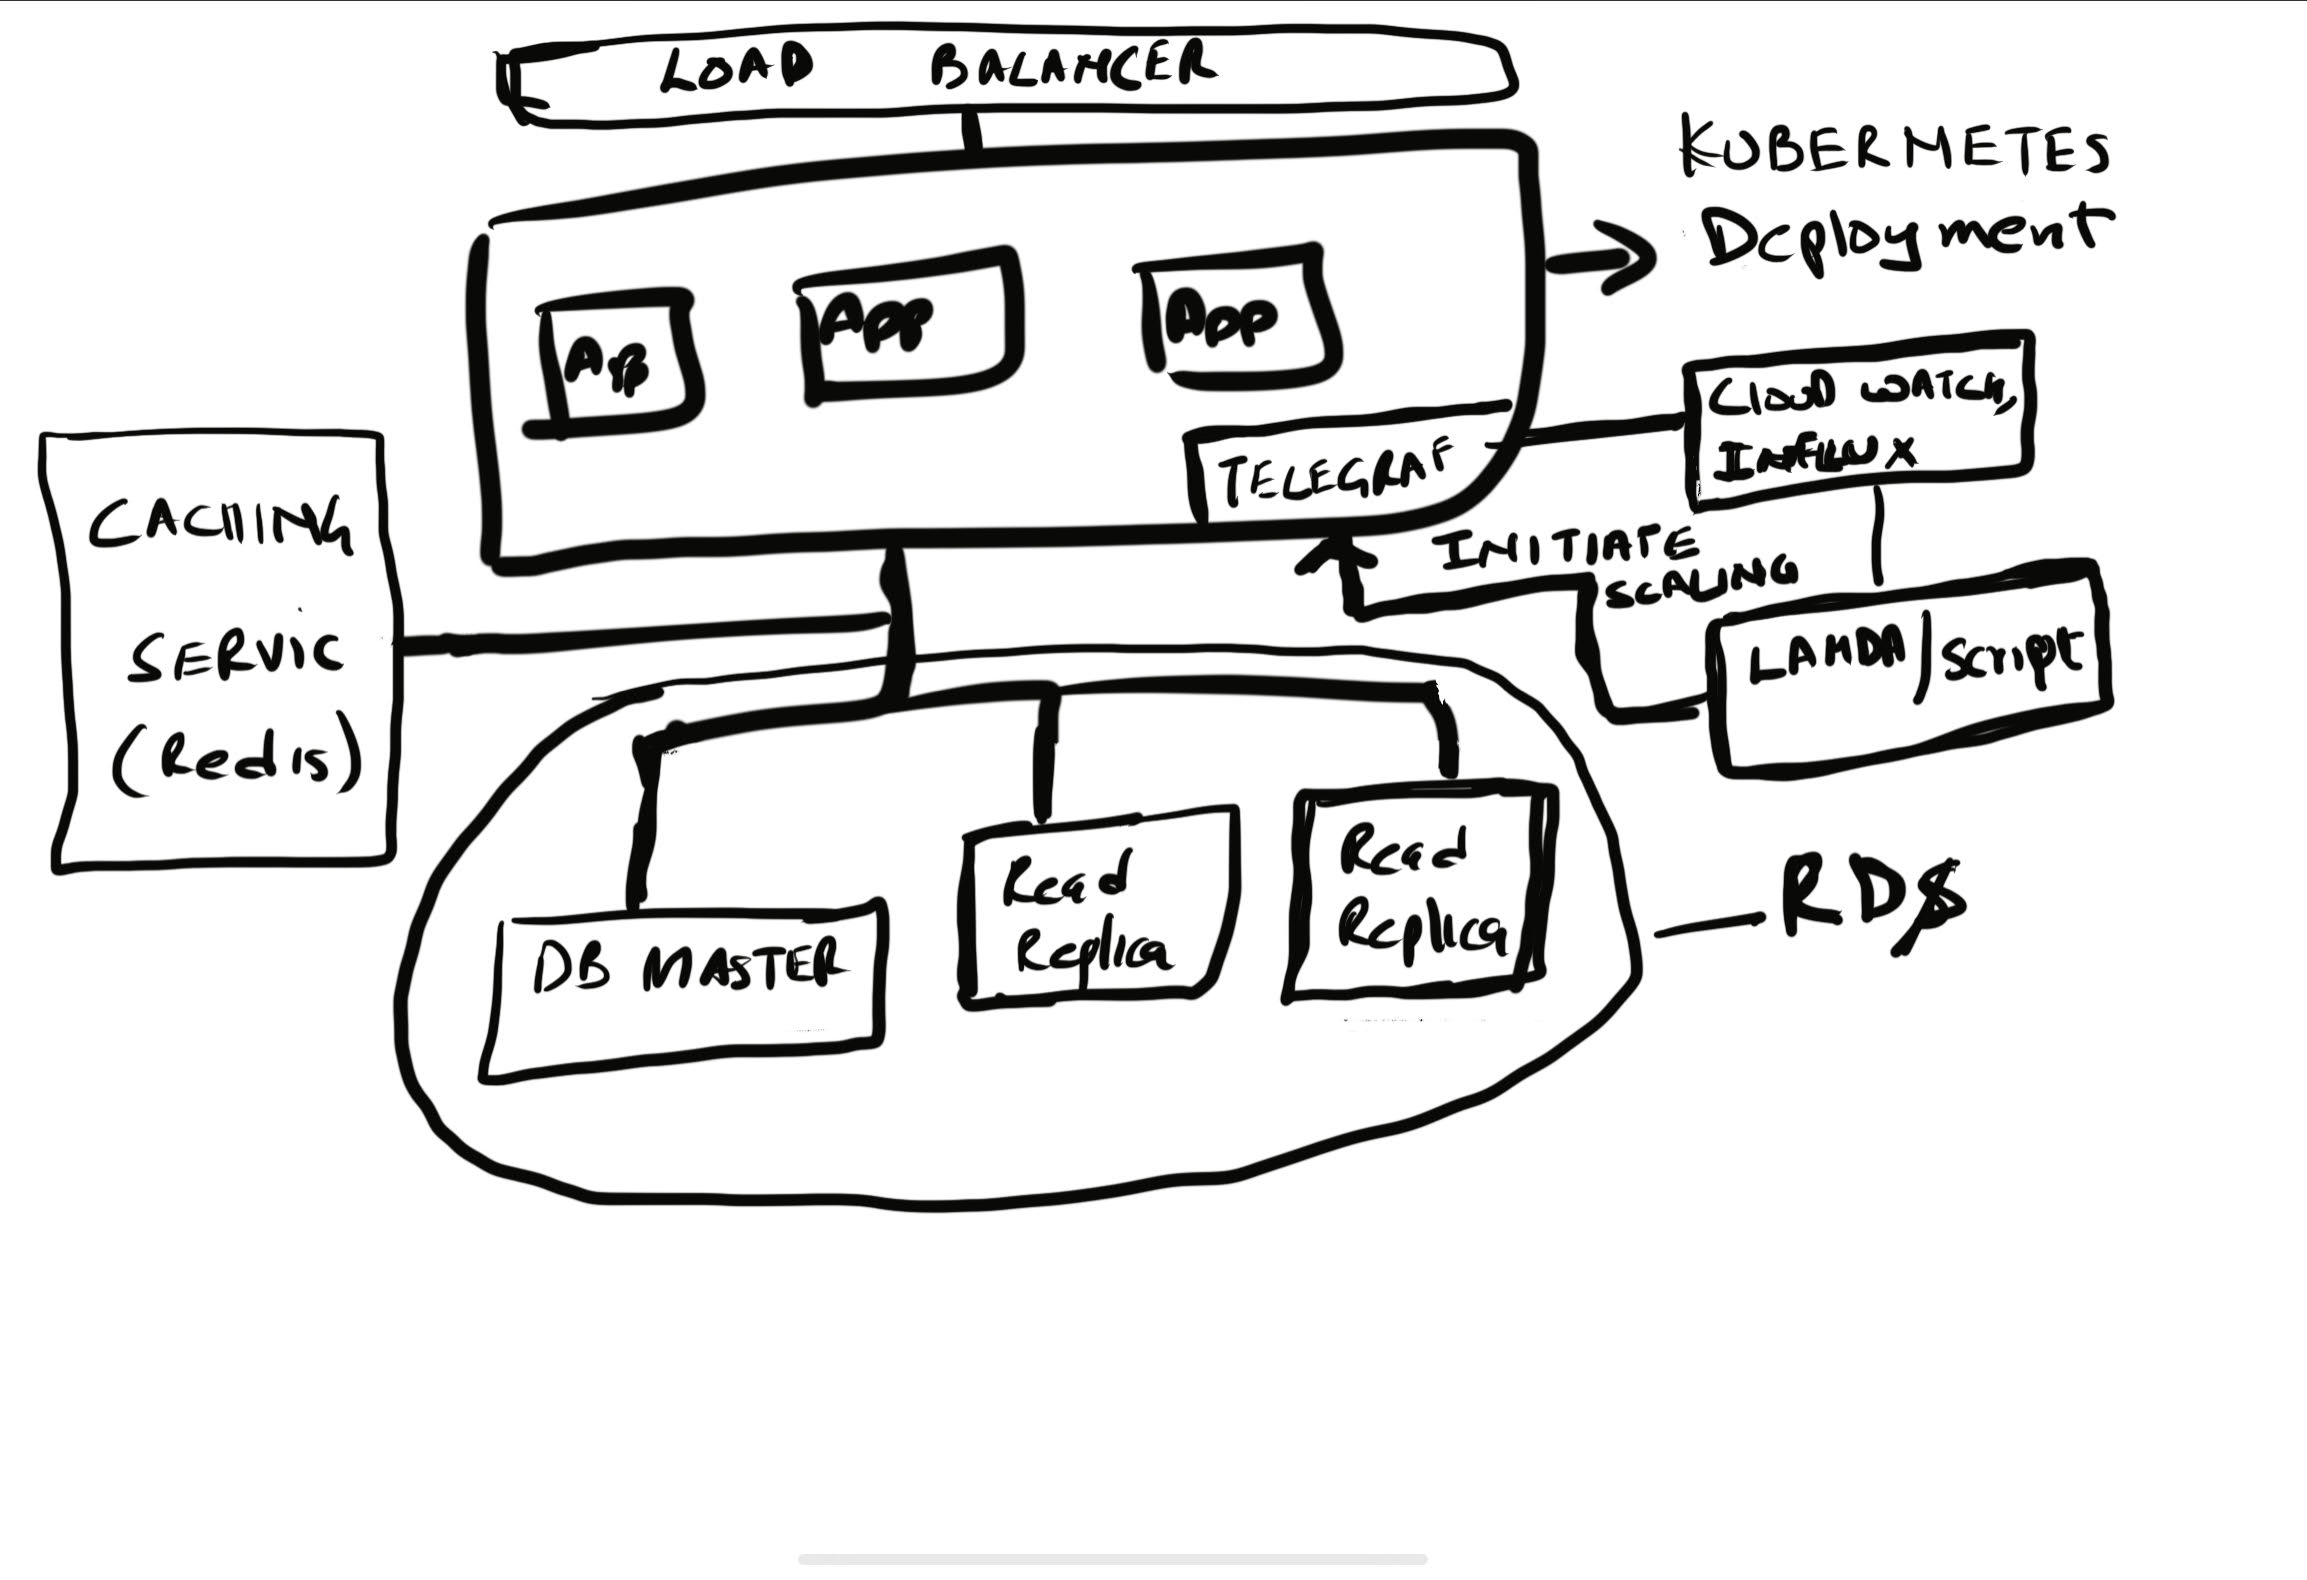 LOAD BALANCER
KUBERNETES
Deployment
App
App
App
TELEGRAF
CLOUD WATCH,
INFLUX
CACHING
SERVIC
(Redis)
INITIATE
SCALING
LAMDA/Script
DB MASTER
Read
Replica
Read
Replica
RDS